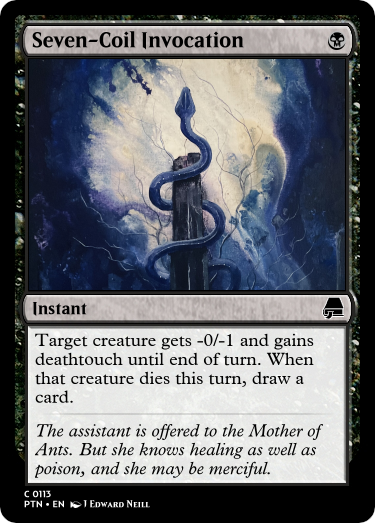 Seven-Coil Invocation
Instant
Target creature gets -0/-1 and gains
deathtouch until end of turn. When
that creature dies this turn, draw a
card.
The assistant is offered to the Mother of
Ants. But she knows healing as well as
poison, and she may be merciful.
C 0113
PTN • EN J Edward Neill